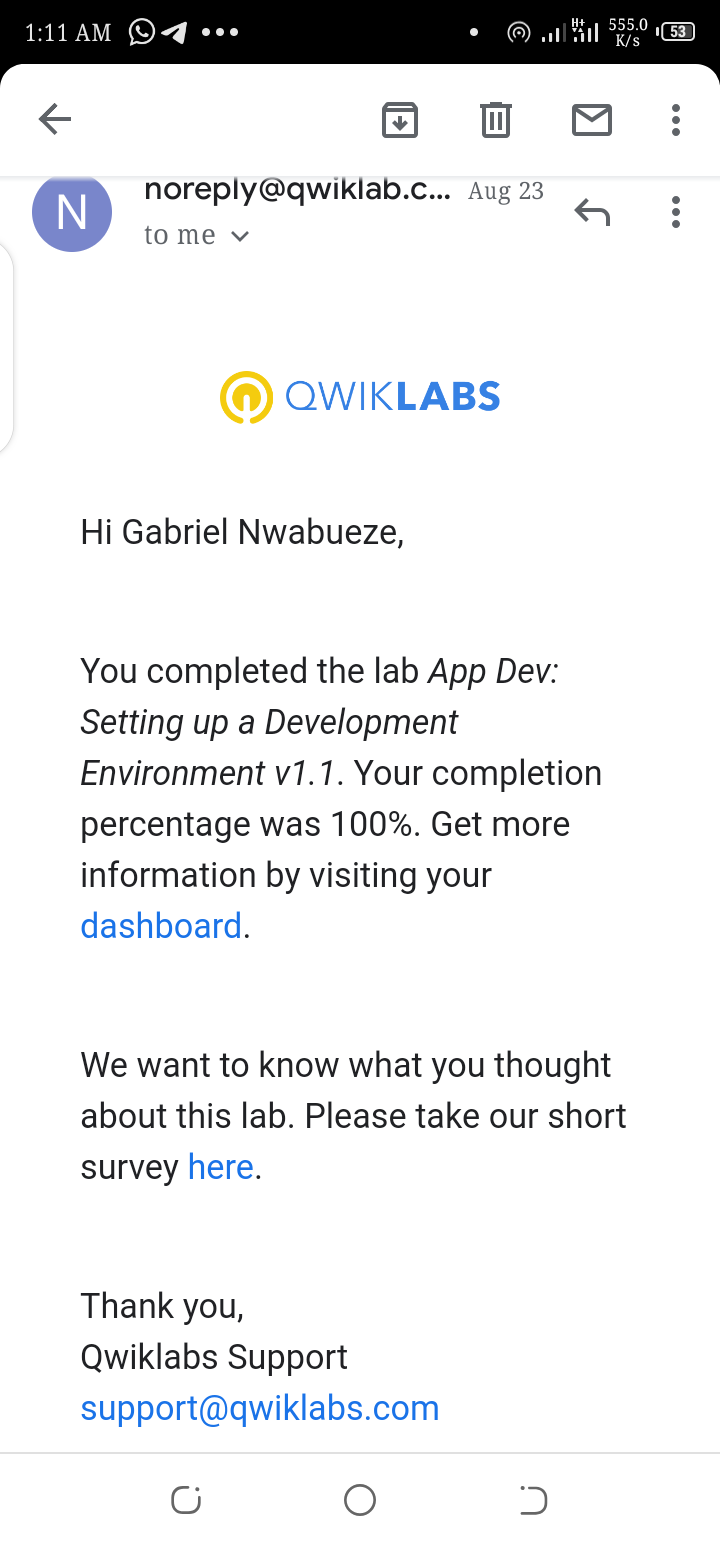 1:11 AM H+ 555.0 K/s 53
noreply@qwiklab.c... Aug 23
N
to me
QWIKLABS
Hi Gabriel Nwabueze,
You completed the lab App Dev:
Setting up a Development
Environment v1.1. Your completion
percentage was 100%. Get more
information by visiting your
dashboard.
We want to know what you thought
about this lab. Please take our short
survey here.
Thank you,
Qwiklabs Support
support@qwiklabs.com